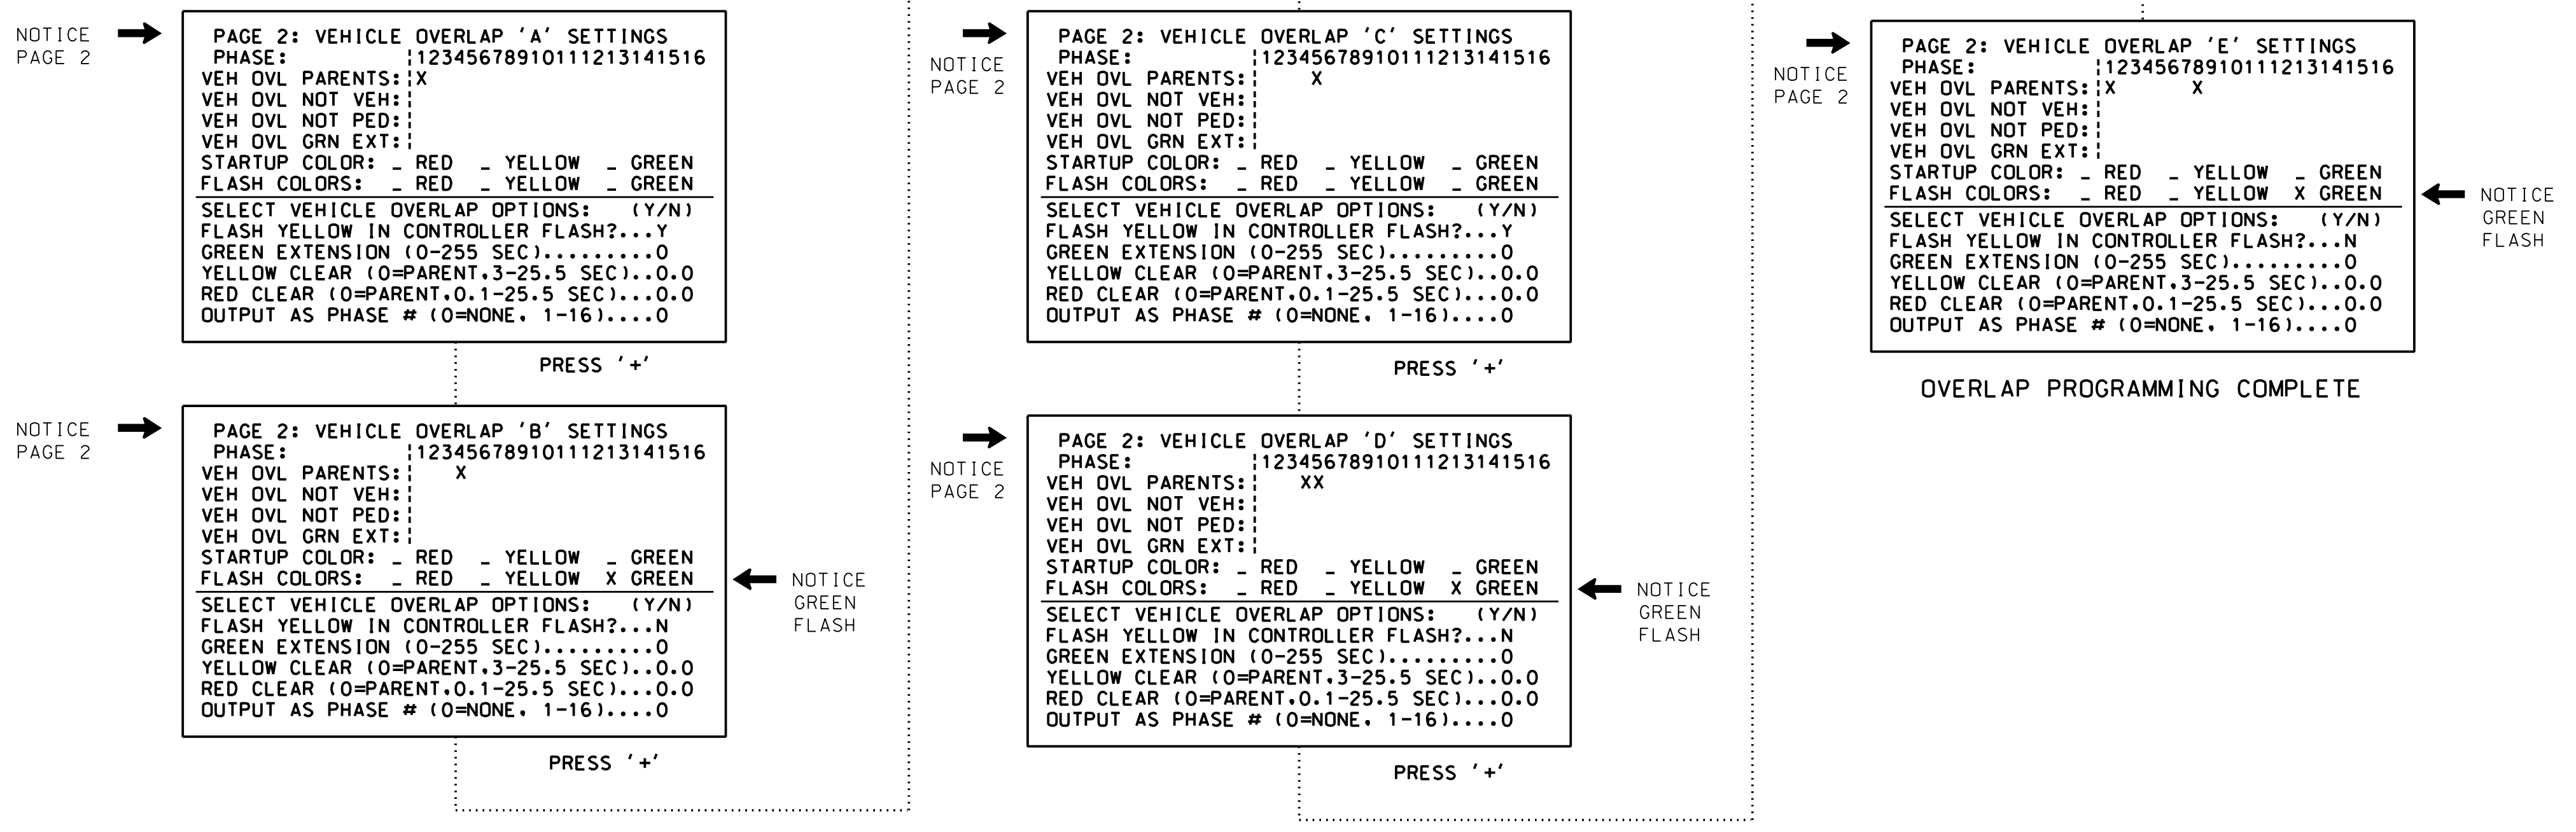 NOTICE
PAGE 2
PAGE 2: VEHICLE OVERLAP 'A' SETTINGS
PHASE: 12345678910111213141516
VEH OVL PARENTS: X
VEH OVL NOT VEH:
VEH OVL NOT PED:
VEH OVL GRN EXT:
STARTUP COLOR: _ RED _ YELLOW _ GREEN
FLASH COLORS: _ RED _ YELLOW _ GREEN
SELECT VEHICLE OVERLAP OPTIONS: (Y/N)
FLASH YELLOW IN CONTROLLER FLASH?...Y
GREEN EXTENSION (0-255 SEC).........0
YELLOW CLEAR (0=PARENT,3-25.5 SEC)..0.0
RED CLEAR (0=PARENT,0.1-25.5 SEC)...0.0
OUTPUT AS PHASE # (0=NONE, 1-16)....0
PRESS '+'
NOTICE
PAGE 2
PAGE 2: VEHICLE OVERLAP 'B' SETTINGS
PHASE: 12345678910111213141516
VEH OVL PARENTS: X
VEH OVL NOT VEH:
VEH OVL NOT PED:
VEH OVL GRN EXT:
STARTUP COLOR: _ RED _ YELLOW _ GREEN
FLASH COLORS: _ RED _ YELLOW X GREEN
SELECT VEHICLE OVERLAP OPTIONS: (Y/N)
FLASH YELLOW IN CONTROLLER FLASH?...N
GREEN EXTENSION (0-255 SEC).........0
YELLOW CLEAR (0=PARENT,3-25.5 SEC)..0.0
RED CLEAR (0=PARENT,0.1-25.5 SEC)...0.0
OUTPUT AS PHASE # (0=NONE, 1-16)....0
NOTICE
GREEN
FLASH
PRESS '+'
NOTICE
PAGE 2
PAGE 2: VEHICLE OVERLAP 'C' SETTINGS
PHASE: 12345678910111213141516
VEH OVL PARENTS: X
VEH OVL NOT VEH:
VEH OVL NOT PED:
VEH OVL GRN EXT:
STARTUP COLOR: _ RED _ YELLOW _ GREEN
FLASH COLORS: _ RED _ YELLOW _ GREEN
SELECT VEHICLE OVERLAP OPTIONS: (Y/N)
FLASH YELLOW IN CONTROLLER FLASH?...Y
GREEN EXTENSION (0-255 SEC).........0
YELLOW CLEAR (0=PARENT,3-25.5 SEC)..0.0
RED CLEAR (0=PARENT,0.1-25.5 SEC)...0.0
OUTPUT AS PHASE # (0=NONE, 1-16)....0
PRESS '+'
NOTICE
PAGE 2
PAGE 2: VEHICLE OVERLAP 'D' SETTINGS
PHASE: 12345678910111213141516
VEH OVL PARENTS: XX
VEH OVL NOT VEH:
VEH OVL NOT PED:
VEH OVL GRN EXT:
STARTUP COLOR: _ RED _ YELLOW _ GREEN
FLASH COLORS: _ RED _ YELLOW X GREEN
SELECT VEHICLE OVERLAP OPTIONS: (Y/N)
FLASH YELLOW IN CONTROLLER FLASH?...N
GREEN EXTENSION (0-255 SEC).........0
YELLOW CLEAR (0=PARENT,3-25.5 SEC)..0.0
RED CLEAR (0=PARENT,0.1-25.5 SEC)...0.0
OUTPUT AS PHASE # (0=NONE, 1-16)....0
NOTICE
GREEN
FLASH
PRESS '+'
NOTICE
PAGE 2
PAGE 2: VEHICLE OVERLAP 'E' SETTINGS
PHASE: 12345678910111213141516
VEH OVL PARENTS: X X
VEH OVL NOT VEH:
VEH OVL NOT PED:
VEH OVL GRN EXT:
STARTUP COLOR: _ RED _ YELLOW _ GREEN
FLASH COLORS: _ RED _ YELLOW X GREEN
SELECT VEHICLE OVERLAP OPTIONS: (Y/N)
FLASH YELLOW IN CONTROLLER FLASH?...N
GREEN EXTENSION (0-255 SEC).........0
YELLOW CLEAR (0=PARENT,3-25.5 SEC)..0.0
RED CLEAR (0=PARENT,0.1-25.5 SEC)...0.0
OUTPUT AS PHASE # (0=NONE, 1-16)....0
NOTICE
GREEN
FLASH
OVERLAP PROGRAMMING COMPLETE